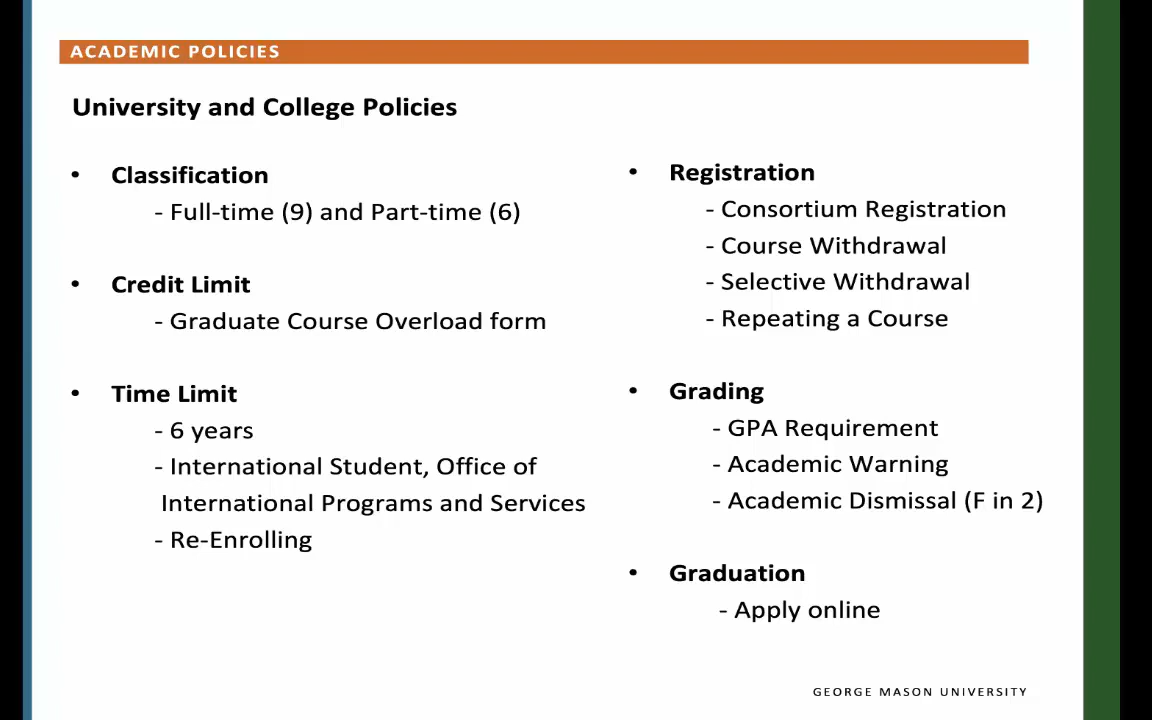 ACADEMIC POLICIES
University and College Policies
• Classification
- Full-time (9) and Part-time (6)
• Credit Limit
- Graduate Course Overload form
• Time Limit
- 6 years
- International Student, Office of
International Programs and Services
- Re-Enrolling
• Registration
- Consortium Registration
- Course Withdrawal
- Selective Withdrawal
- Repeating a Course
• Grading
- GPA Requirement
- Academic Warning
- Academic Dismissal (F in 2)
• Graduation
- Apply online
GEORGE MASON UNIVERSITY